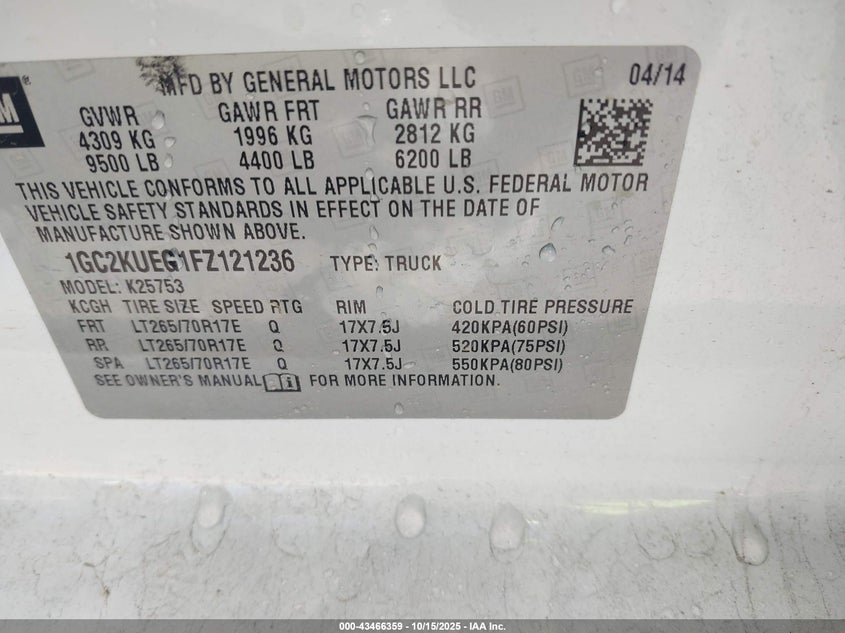 GM ®
MFD BY GENERAL MOTORS LLC 04/14
GVWR GAWR FRT GAWR RR
4309 KG 1996 KG 2812 KG
9500 LB 4400 LB 6200 LB
THIS VEHICLE CONFORMS TO ALL APPLICABLE U.S. FEDERAL MOTOR
VEHICLE SAFETY STANDARDS IN EFFECT ON THE DATE OF
MANUFACTURE SHOWN ABOVE.
1GC2KUEG1FZ121236 TYPE: TRUCK
MODEL: K25753
KCGH TIRE SIZE SPEED RTG RIM COLD TIRE PRESSURE
FRT LT265/70R17E Q 17X7.5J 420KPA(60PSI)
RR LT265/70R17E Q 17X7.5J 520KPA(75PSI)
SPA LT265/70R17E Q 17X7.5J 550KPA(80PSI)
SEE OWNER'S MANUAL FOR MORE INFORMATION.
000-43466359 - 10/15/2025 - IAA Inc.